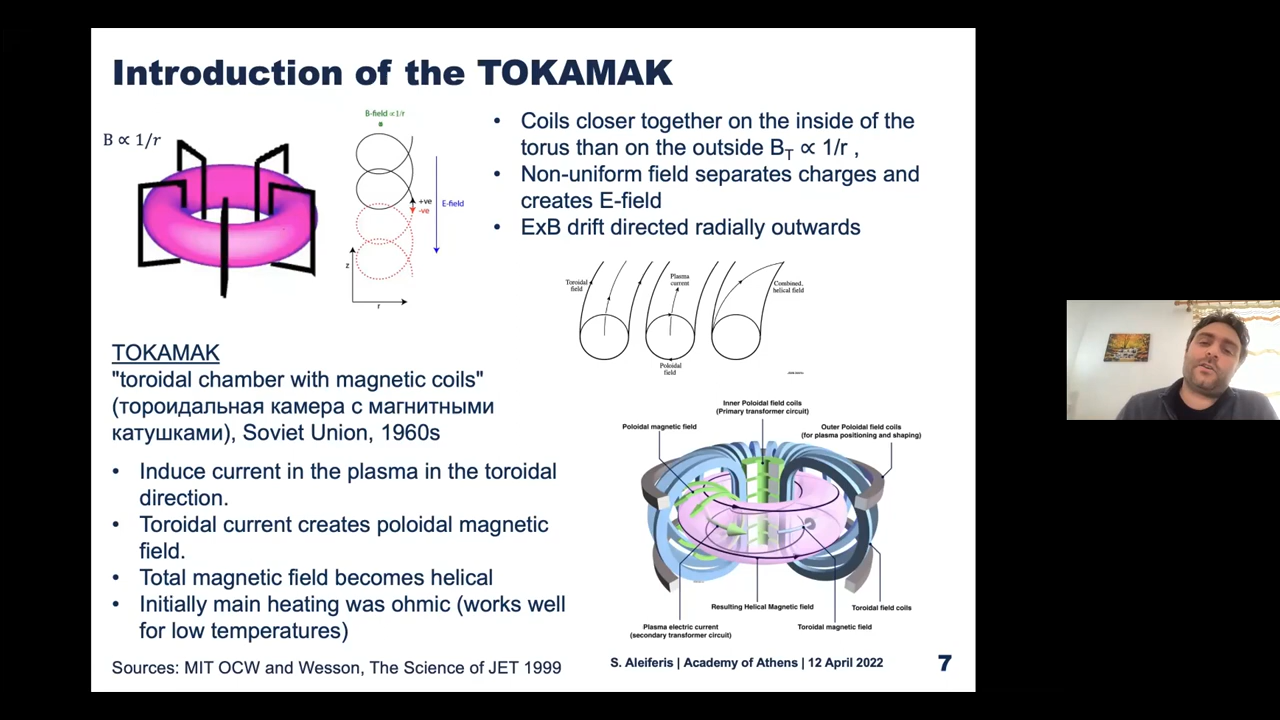 Introduction of the TOKAMAK
B ∝ 1/r
B-field ∝1/r
+ve
-ve
E-field
z
r
• Coils closer together on the inside of the
torus than on the outside B_T ∝ 1/r ,
• Non-uniform field separates charges and
creates E-field
• ExB drift directed radially outwards
Toroidal
field
Plasma
current
Combined,
helical field
Poloidal
field
TOKAMAK
"toroidal chamber with magnetic coils"
(тороидальная камера с магнитными
катушками), Soviet Union, 1960s
• Induce current in the plasma in the toroidal
direction.
• Toroidal current creates poloidal magnetic
field.
• Total magnetic field becomes helical
• Initially main heating was ohmic (works well
for low temperatures)
Inner Poloidal field coils
(Primary transformer circuit)
Poloidal magnetic field
Outer Poloidal field coils
(for plasma positioning and shaping)
Resulting Helical Magnetic field
Toroidal field coils
Plasma electric current
(secondary transformer circuit)
Toroidal magnetic field
Sources: MIT OCW and Wesson, The Science of JET 1999
S. Aleiferis | Academy of Athens | 12 April 2022
7